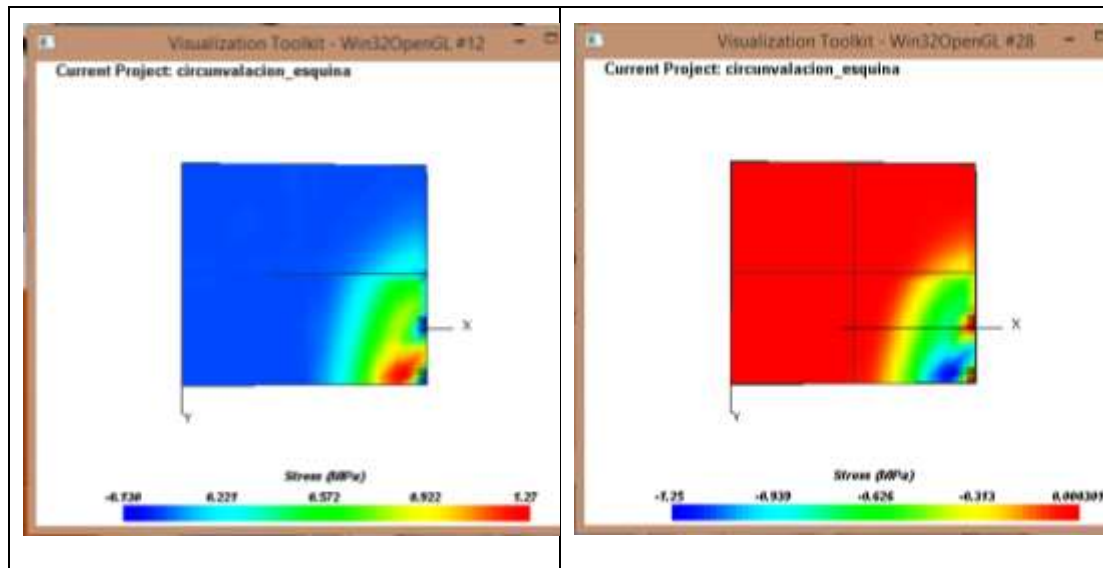 Visualization Toolkit - Win32OpenGL #12
Current Project: circunvalacion_esquina
X
Y
Stress (MPa)
0.572
0.922
1.27
Visualization Toolkit - Win32OpenGL #28
Current Project: circunvalacion_esquina
X
Y
Stress (MPa)
-1.25
-0.939
-0.626
-0.313
0.000309